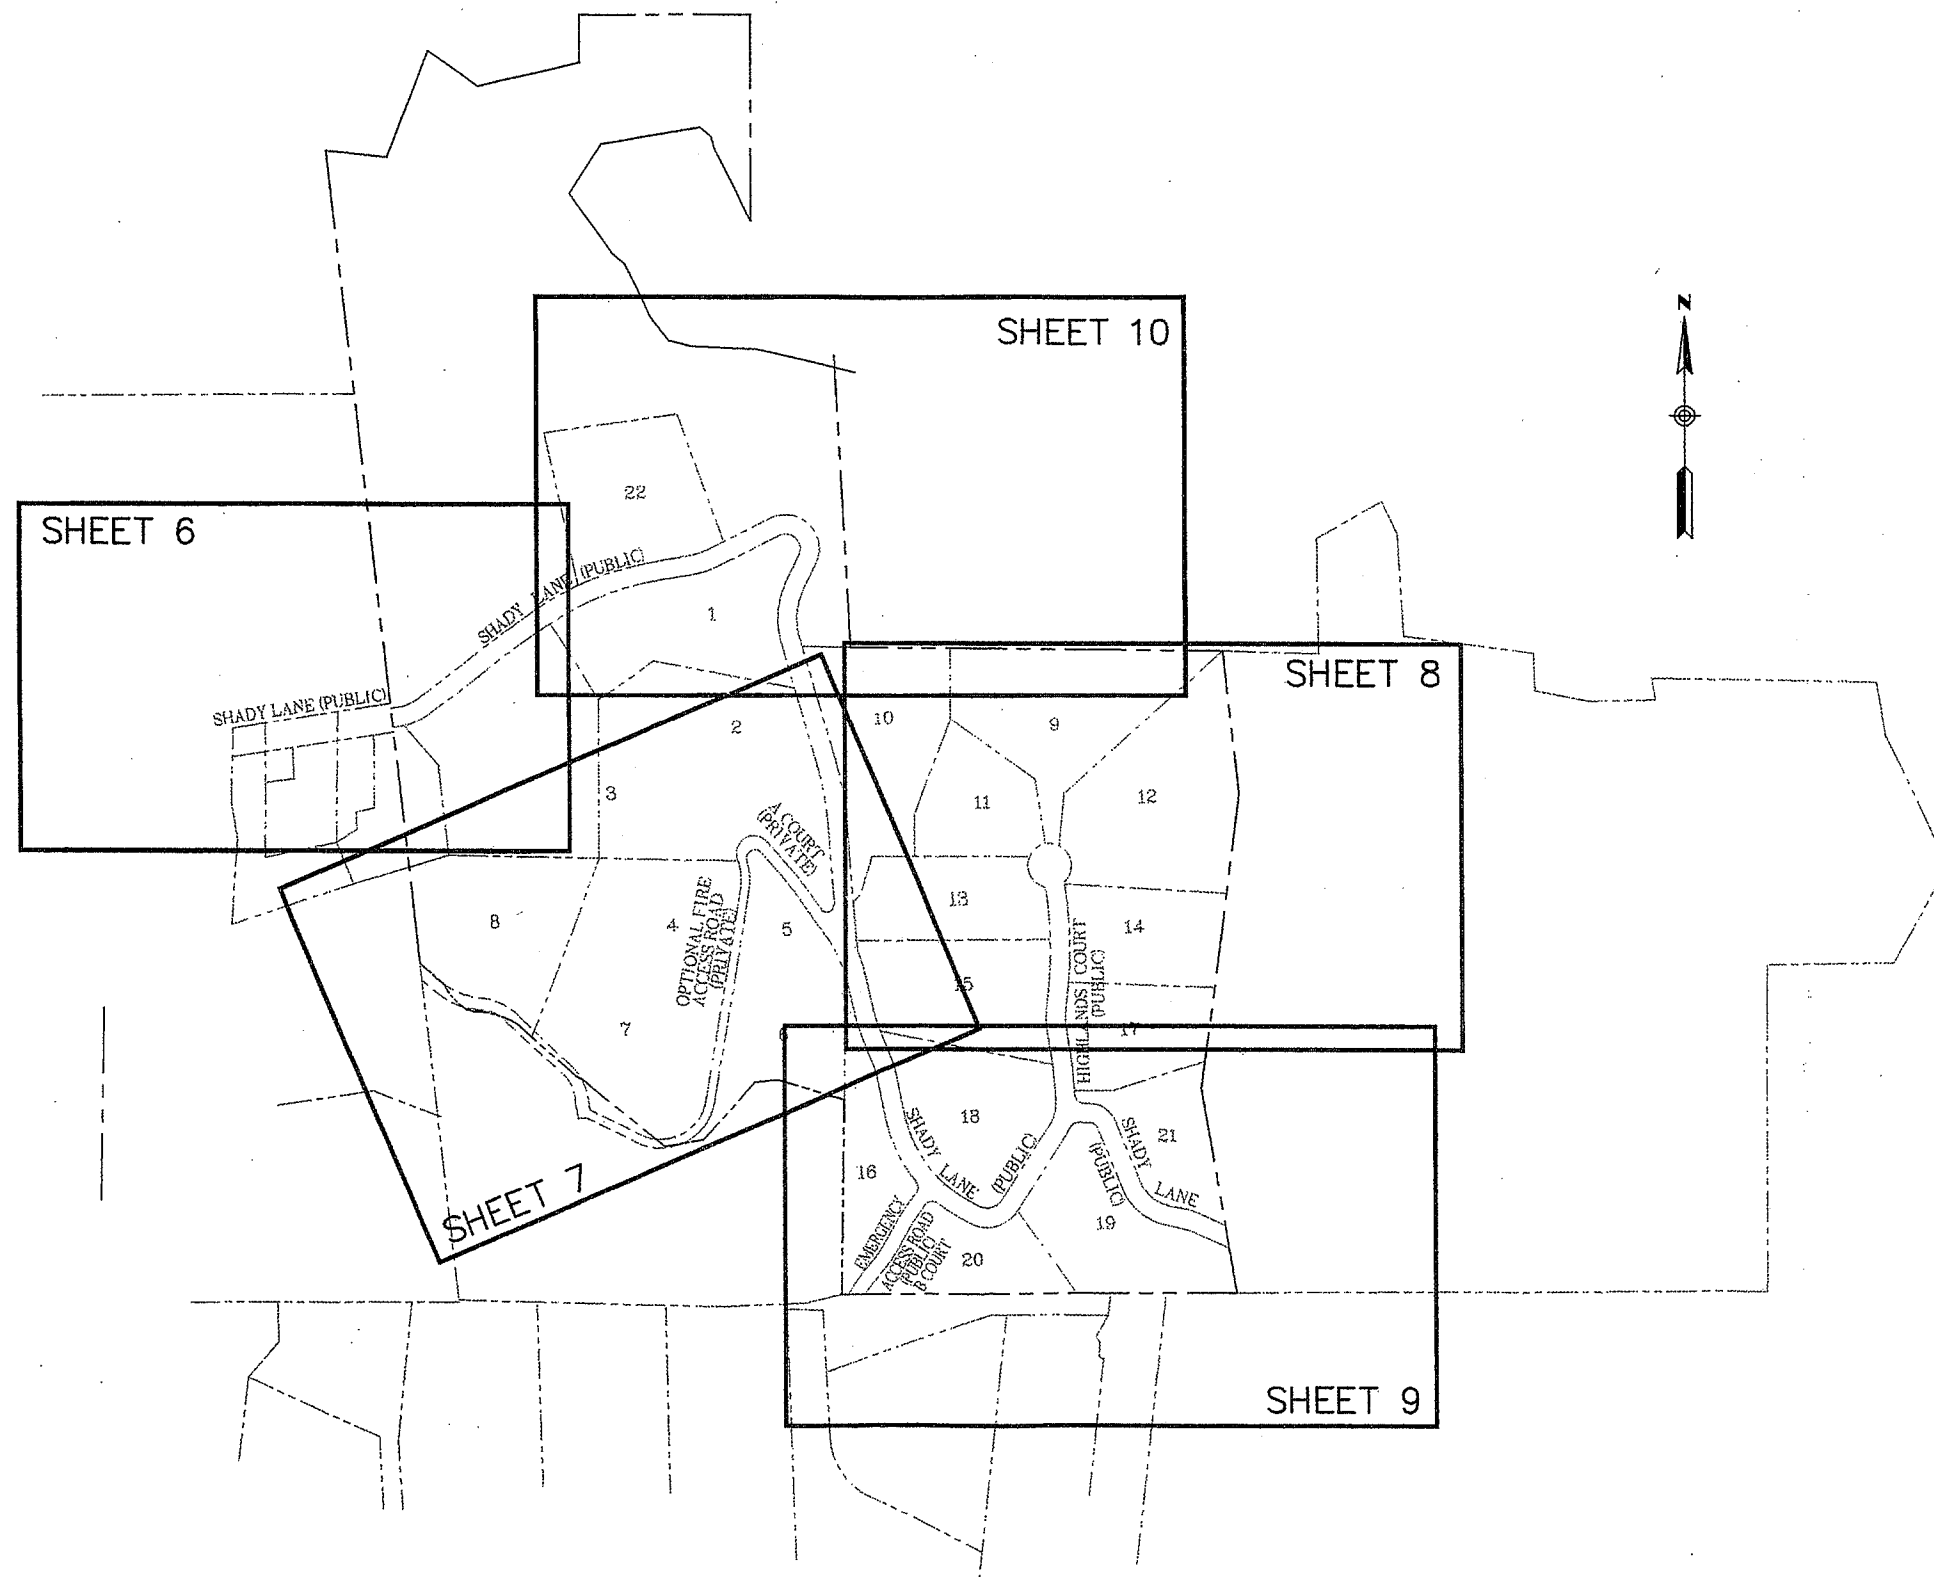 N
SHEET 10
22
SHEET 6
SHADY LANE (PUBLIC)
1
SHEET 8
SHADY LANE (PUBLIC)
2
10
9
3
11
12
A COURT
(PRIVATE)
8
4
5
13
14
OPTIONAL FIRE
ACCESS ROAD
(PRIVATE)
HIGHLANDS COURT
(PUBLIC)
15
7
6
17
18
SHADY LANE (PUBLIC)
21
SHADY LANE
(PUBLIC)
16
SHEET 7
19
EMERGENCY
ACCESS ROAD
(PUBLIC)
B COURT
20
SHEET 9